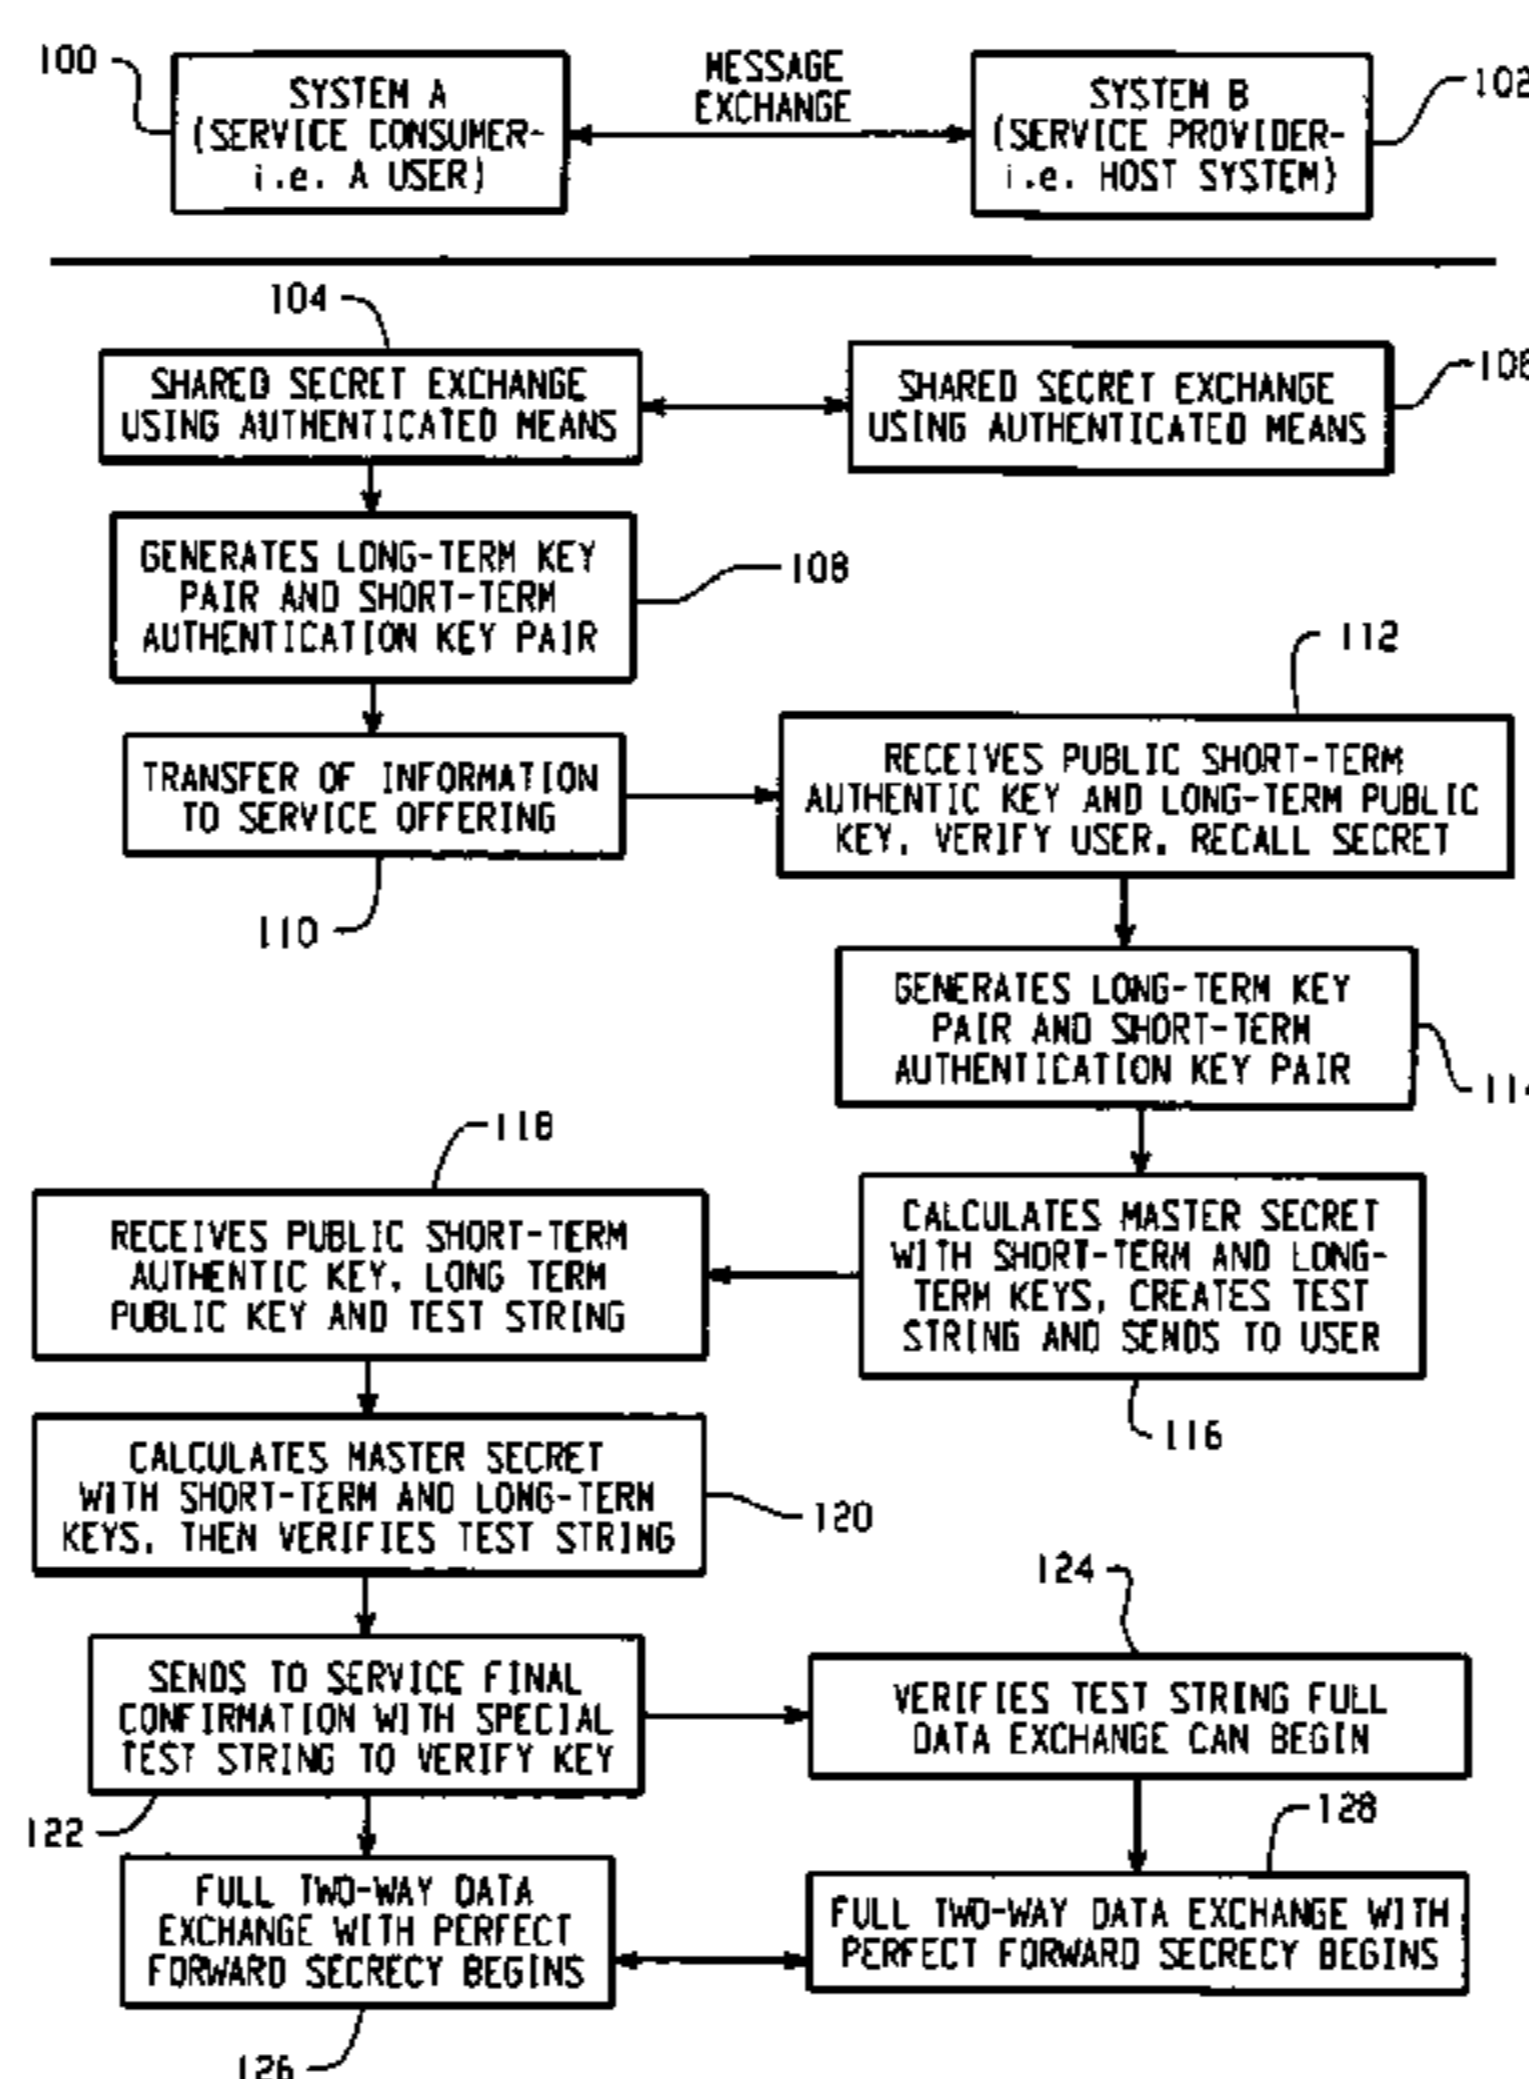 100
SYSTEM A
(SERVICE CONSUMER-
i.e. A USER)
MESSAGE
EXCHANGE
SYSTEM B
(SERVICE PROVIDER-
i.e. HOST SYSTEM)
102
104
SHARED SECRET EXCHANGE
USING AUTHENTICATED MEANS
SHARED SECRET EXCHANGE
USING AUTHENTICATED MEANS
106
GENERATES LONG-TERM KEY
PAIR AND SHORT-TERM
AUTHENTICATION KEY PAIR
108
112
TRANSFER OF INFORMATION
TO SERVICE OFFERING
110
RECEIVES PUBLIC SHORT-TERM
AUTHENTIC KEY AND LONG-TERM PUBLIC
KEY, VERIFY USER, RECALL SECRET
GENERATES LONG-TERM KEY
PAIR AND SHORT-TERM
AUTHENTICATION KEY PAIR
114
118
RECEIVES PUBLIC SHORT-TERM
AUTHENTIC KEY, LONG TERM
PUBLIC KEY AND TEST STRING
CALCULATES MASTER SECRET
WITH SHORT-TERM AND LONG-
TERM KEYS, CREATES TEST
STRING AND SENDS TO USER
116
CALCULATES MASTER SECRET
WITH SHORT-TERM AND LONG-TERM
KEYS, THEN VERIFIES TEST STRING
120
124
SENDS TO SERVICE FINAL
CONFIRMATION WITH SPECIAL
TEST STRING TO VERIFY KEY
122
VERIFIES TEST STRING FULL
DATA EXCHANGE CAN BEGIN
128
FULL TWO-WAY DATA
EXCHANGE WITH PERFECT
FORWARD SECRECY BEGINS
126
FULL TWO-WAY DATA EXCHANGE WITH
PERFECT FORWARD SECRECY BEGINS